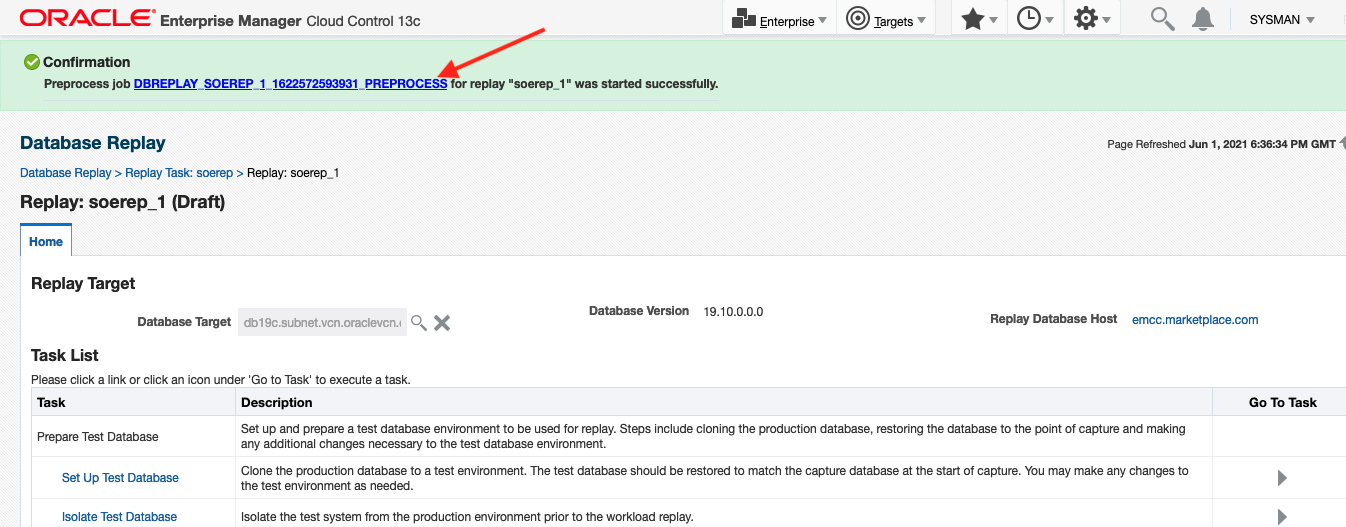 ORACLE® Enterprise Manager Cloud Control 13c
Enterprise
Targets
SYSMAN
Confirmation
Preprocess job DBREPLAY_SOEREP_1_1622572593931_PREPROCESS for replay "soerep_1" was started successfully.
Database Replay
Page Refreshed Jun 1, 2021 6:36:34 PM GMT
Database Replay > Replay Task: soerep > Replay: soerep_1
Replay: soerep_1 (Draft)
Home
Replay Target
Database Target db19c.subnet.vcn.oraclevcn.c
Database Version 19.10.0.0.0
Replay Database Host emcc.marketplace.com
Task List
Please click a link or click an icon under 'Go to Task' to execute a task.
Task Description Go To Task
Prepare Test Database
Set up and prepare a test database environment to be used for replay. Steps include cloning the production database, restoring the database to the point of capture and making
any additional changes necessary to the test database environment.
Set Up Test Database
Clone the production database to a test environment. The test database should be restored to match the capture database at the start of capture. You may make any changes to
the test environment as needed.
Isolate Test Database
Isolate the test system from the production environment prior to the workload replay.